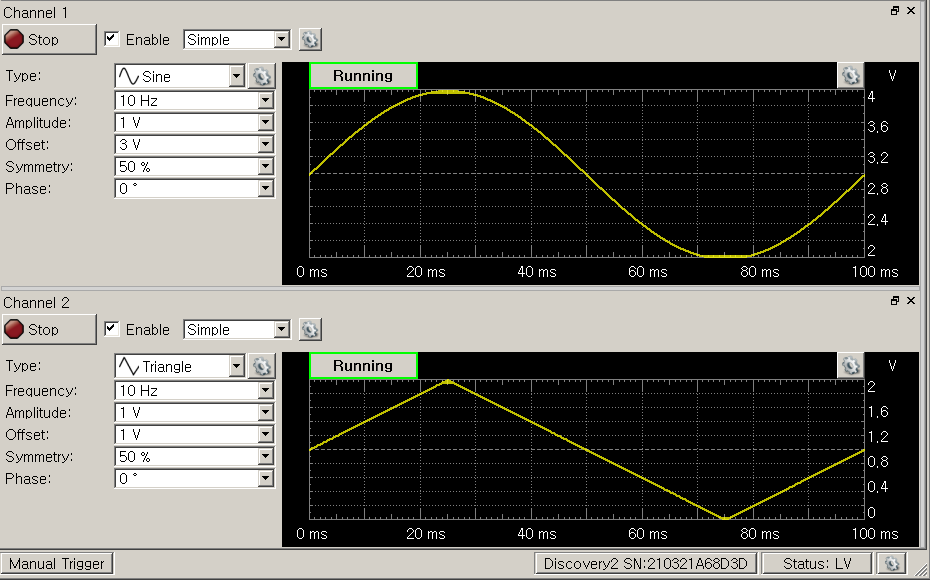 Channel 1
Stop Enable Simple
Type: Sine
Frequency: 10 Hz
Amplitude: 1 V
Offset: 3 V
Symmetry: 50 %
Phase: 0 °
Running V
4
3,6
3,2
2,8
2,4
2
0 ms 20 ms 40 ms 60 ms 80 ms 100 ms
Channel 2
Stop Enable Simple
Type: Triangle
Frequency: 10 Hz
Amplitude: 1 V
Offset: 1 V
Symmetry: 50 %
Phase: 0 °
Running V
2
1,6
1,2
0,8
0,4
0
0 ms 20 ms 40 ms 60 ms 80 ms 100 ms
Manual Trigger Discovery2 SN:210321A68D3D Status: LV